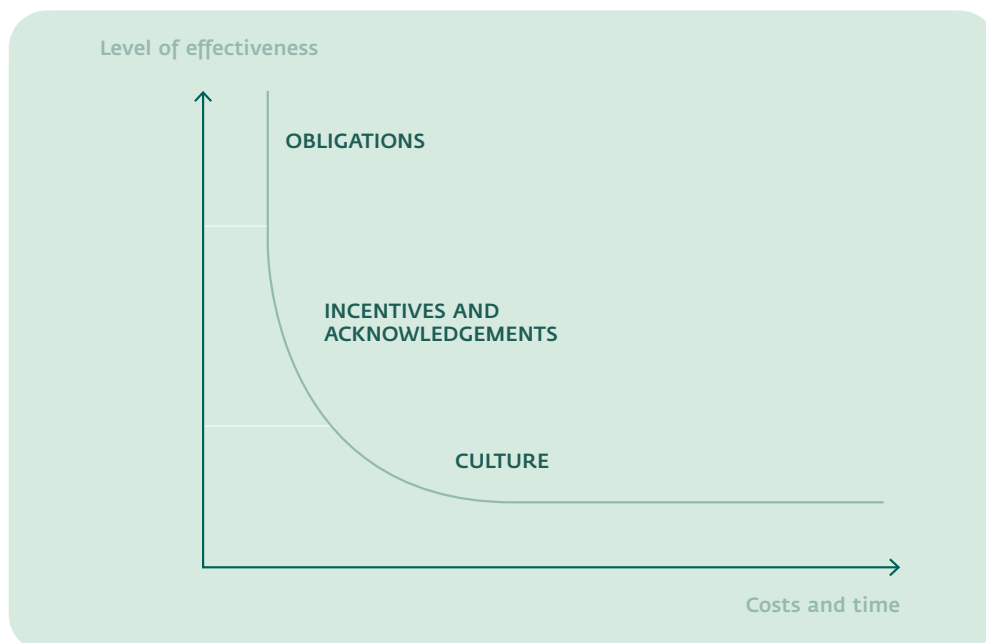 Level of effectiveness
OBLIGATIONS
INCENTIVES AND
ACKNOWLEDGEMENTS
CULTURE
Costs and time